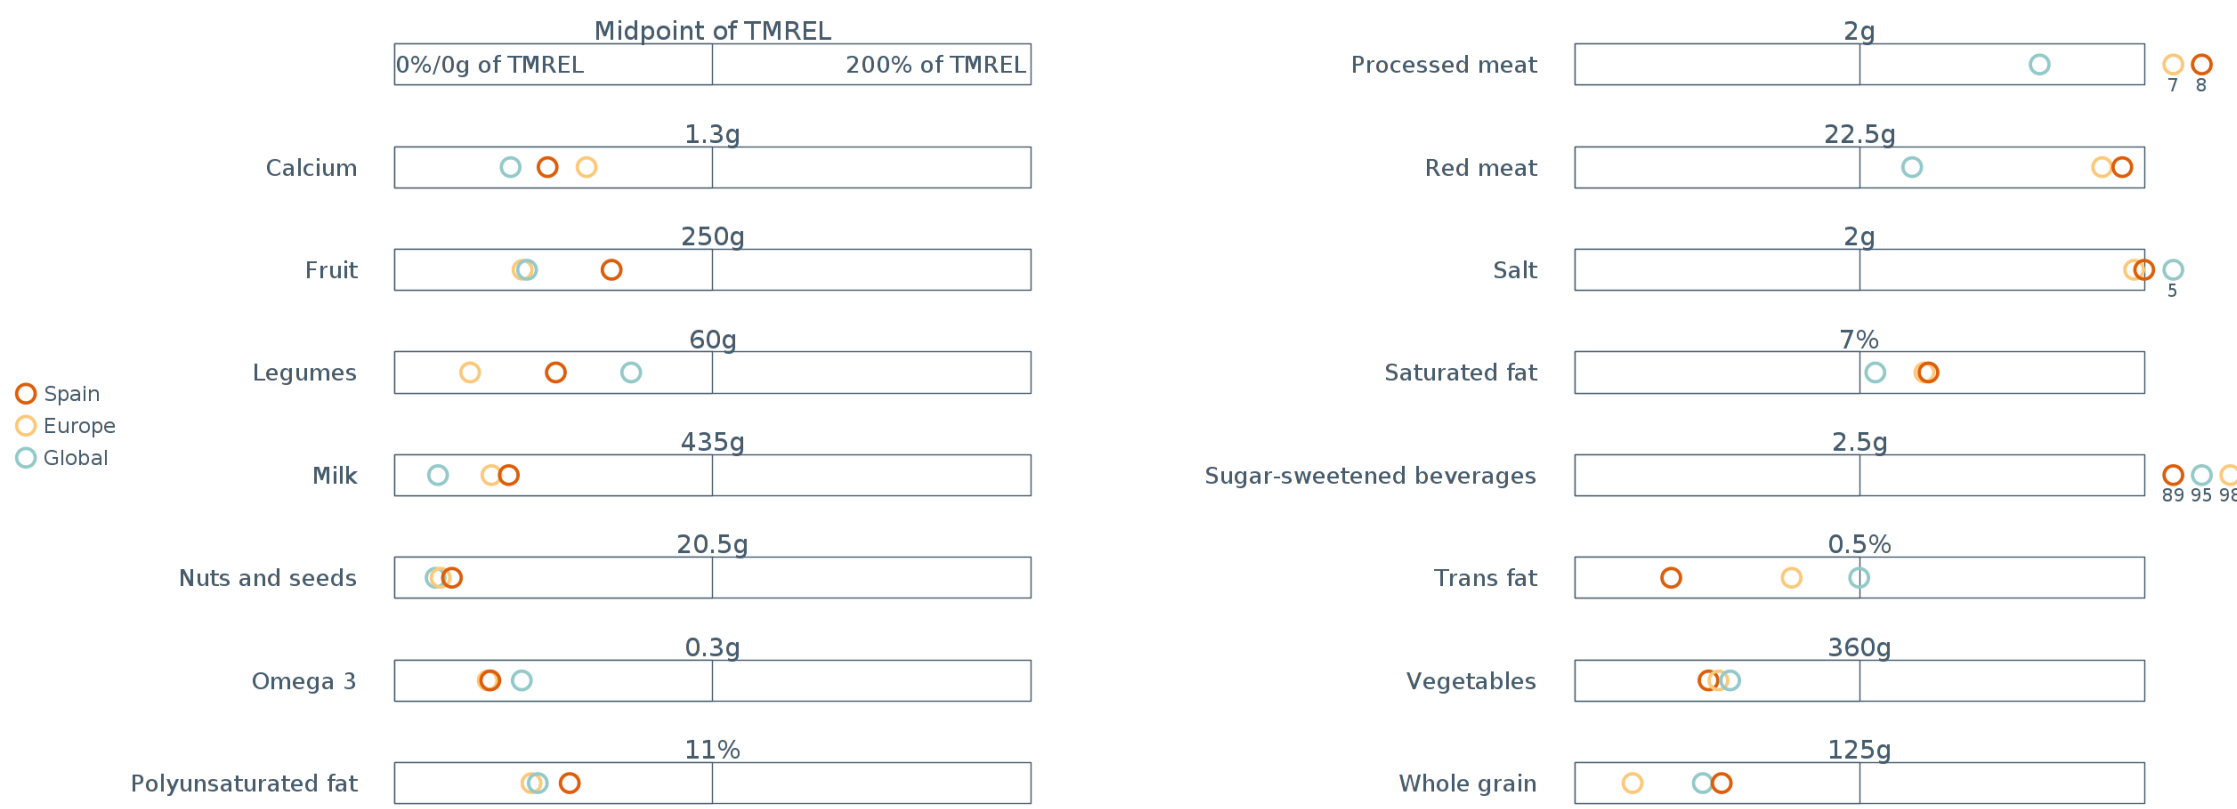 Midpoint of TMREL
0%/0g of TMREL 200% of TMREL
1.3g
Calcium
250g
Fruit
60g
Legumes
435g
Milk
20.5g
Nuts and seeds
0.3g
Omega 3
11%
Polyunsaturated fat
Spain
Europe
Global
2g
Processed meat
7 8
22.5g
Red meat
2g
Salt
5
7%
Saturated fat
2.5g
Sugar-sweetened beverages
89 95 98
0.5%
Trans fat
360g
Vegetables
125g
Whole grain